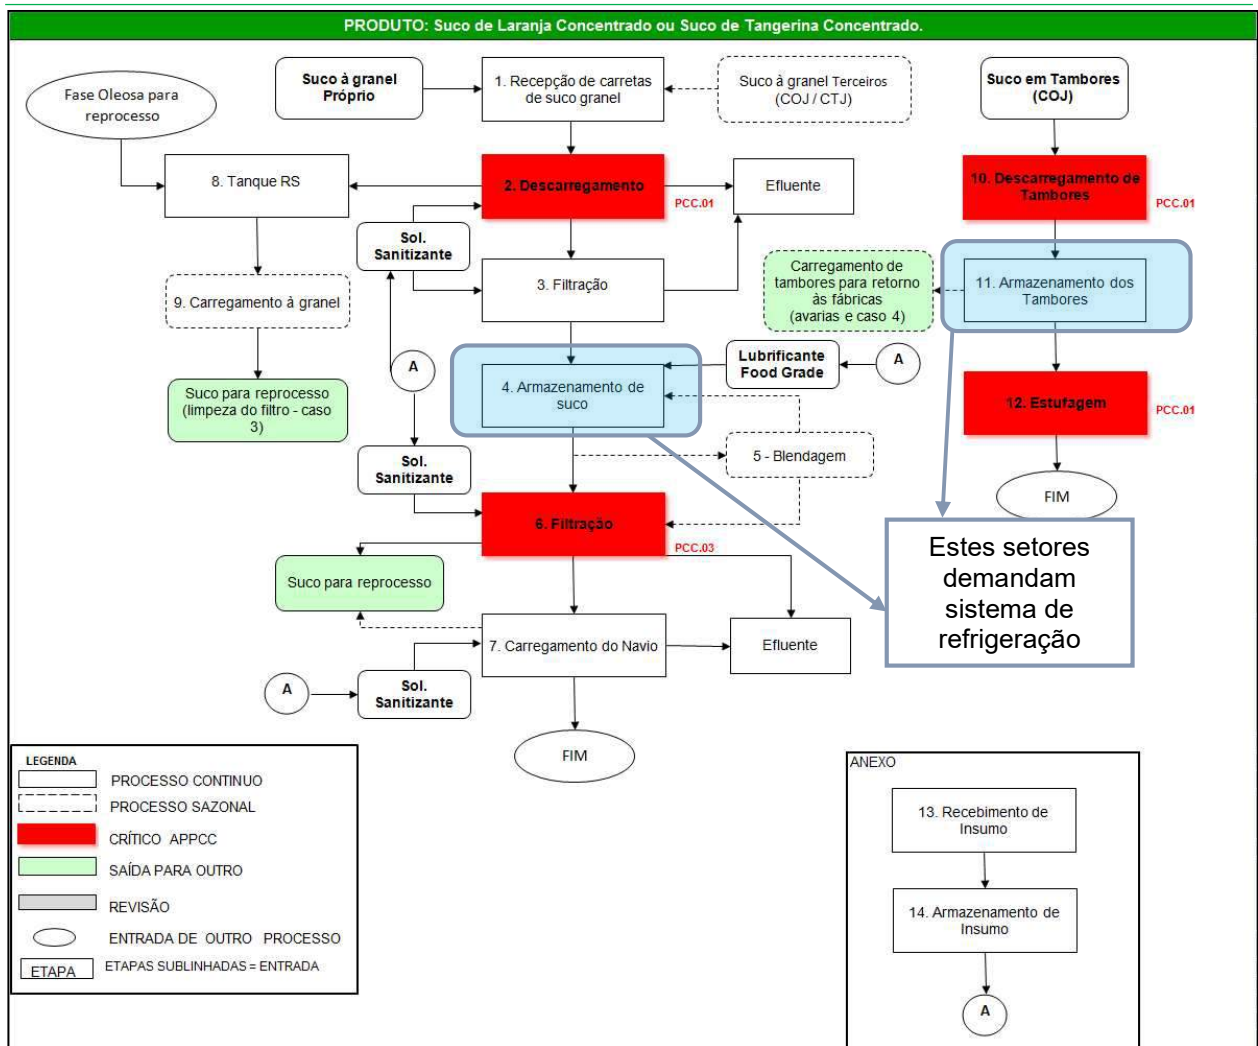 PRODUTO: Suco de Laranja Concentrado ou Suco de Tangerina Concentrado.
Fase Oleosa para
reprocesso
Suco à granel
Próprio
1. Recepção de carretas
de suco granel
Suco à granel Terceiros
(COJ / CTJ)
Suco em Tambores
(COJ)
8. Tanque RS
2. Descarregamento
PCC.01
Efluente
10. Descarregamento de
Tambores
PCC.01
Sol.
Sanitizante
3. Filtração
Carregamento de
tambores para retorno
às fábricas
(avarias e caso 4)
11. Armazenamento dos
Tambores
9. Carregamento à granel
A
4. Armazenamento de
suco
Lubrificante
Food Grade
A
Suco para reprocesso
(limpeza do filtro - caso
3)
12. Estufagem
PCC.01
5 - Blendagem
Sol.
Sanitizante
FIM
6. Filtração
PCC.03
Estes setores
demandam
sistema de
refrigeração
Suco para reprocesso
7. Carregamento do Navio
Efluente
A
Sol.
Sanitizante
FIM
LEGENDA
PROCESSO CONTINUO
PROCESSO SAZONAL
CRÍTICO APPCC
SAÍDA PARA OUTRO
REVISÃO
ENTRADA DE OUTRO PROCESSO
ETAPA
ETAPAS SUBLINHADAS = ENTRADA
ANEXO
13. Recebimento de
Insumo
14. Armazenamento de
Insumo
A